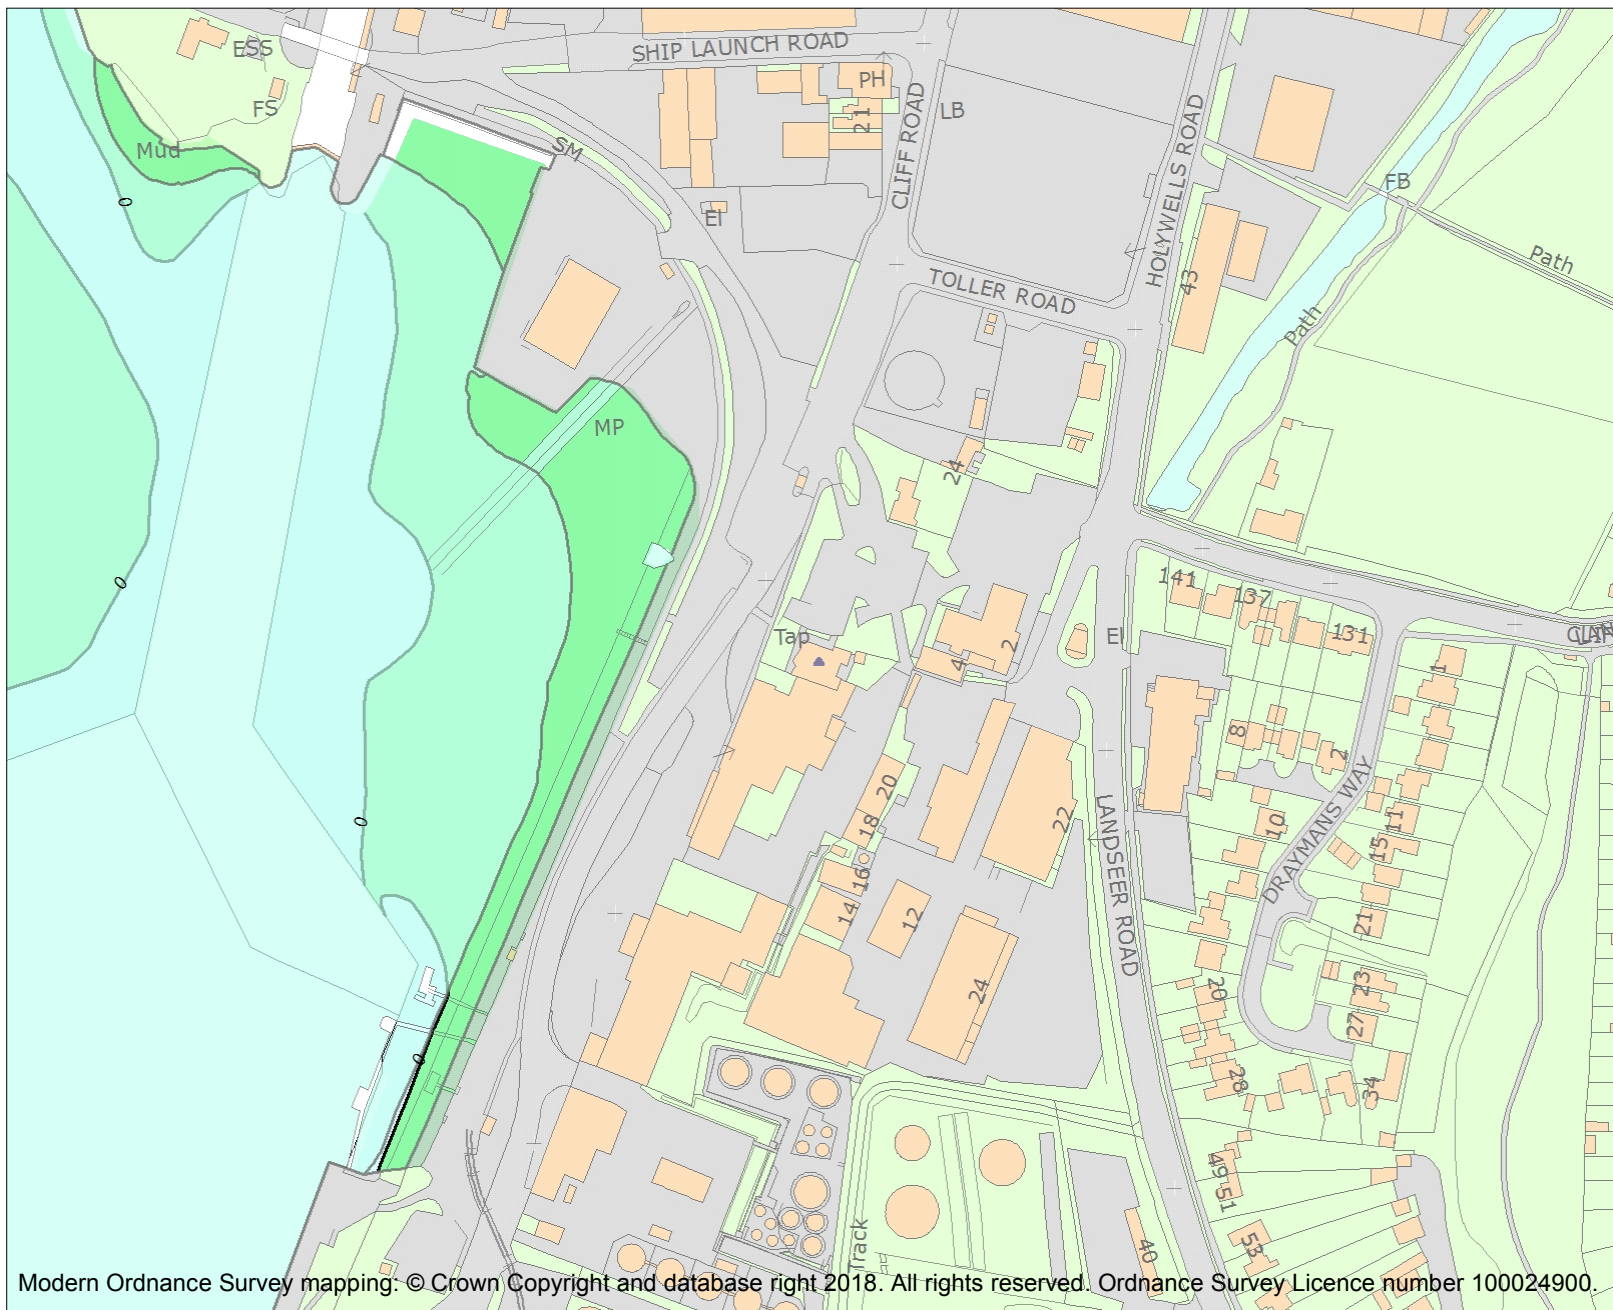 SHIP LAUNCH ROAD
ESS
PH
FS
21
CLIFF ROAD
LB
HOLYWELLS ROAD
Mud
SM
FB
0
El
Path
TOLLER ROAD
43
Path
MP
24
0
141
137
131
Tap
2
El
4
1
8
2
20
18
22
LANDSEER ROAD
DRAYMANS WAY
10
11
15
0
16
14
12
21
24
20
23
27
0
28
34
49
51
Track
40
53
Modern Ordnance Survey mapping: © Crown Copyright and database right 2018. All rights reserved. Ordnance Survey Licence number 100024900.